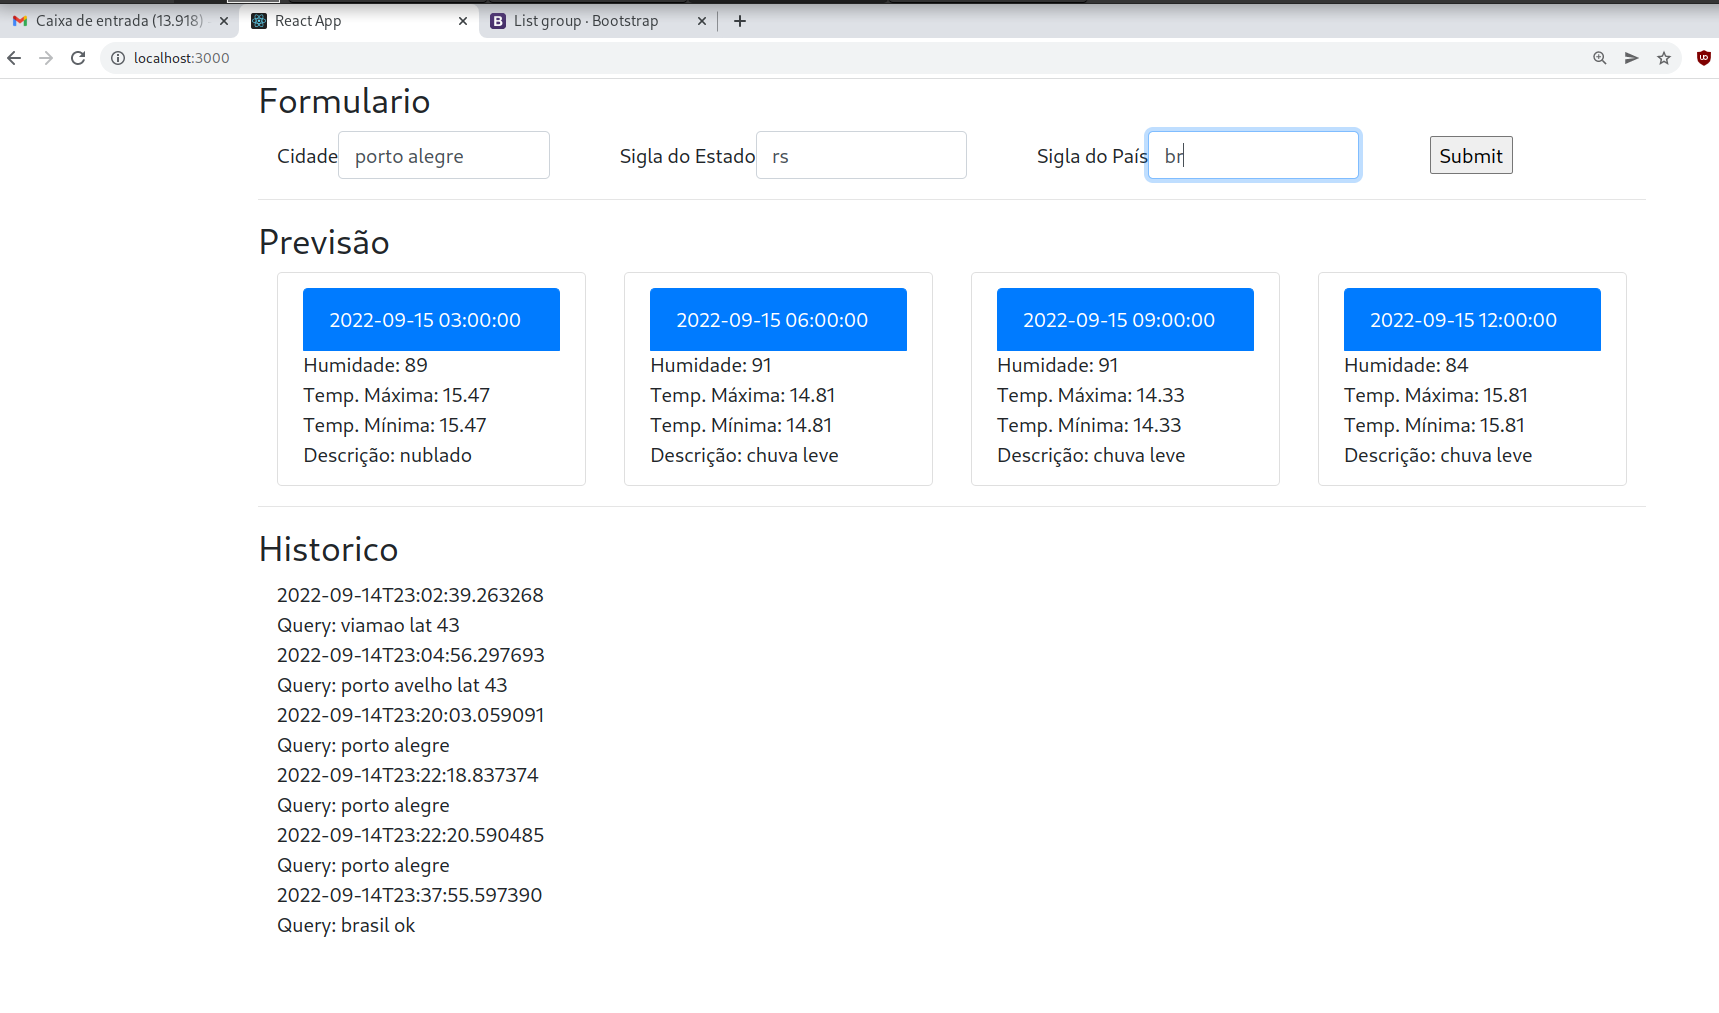 Caixa de entrada (13.918)
React App
List group · Bootstrap
localhost:3000
Formulario
Cidade porto alegre Sigla do Estado rs Sigla do País br Submit
Previsão
2022-09-15 03:00:00 2022-09-15 06:00:00 2022-09-15 09:00:00 2022-09-15 12:00:00
Humidade: 89 Humidade: 91 Humidade: 91 Humidade: 84
Temp. Máxima: 15.47 Temp. Máxima: 14.81 Temp. Máxima: 14.33 Temp. Máxima: 15.81
Temp. Mínima: 15.47 Temp. Mínima: 14.81 Temp. Mínima: 14.33 Temp. Mínima: 15.81
Descrição: nublado Descrição: chuva leve Descrição: chuva leve Descrição: chuva leve
Historico
2022-09-14T23:02:39.263268
Query: viamao lat 43
2022-09-14T23:04:56.297693
Query: porto avelho lat 43
2022-09-14T23:20:03.059091
Query: porto alegre
2022-09-14T23:22:18.837374
Query: porto alegre
2022-09-14T23:22:20.590485
Query: porto alegre
2022-09-14T23:37:55.597390
Query: brasil ok